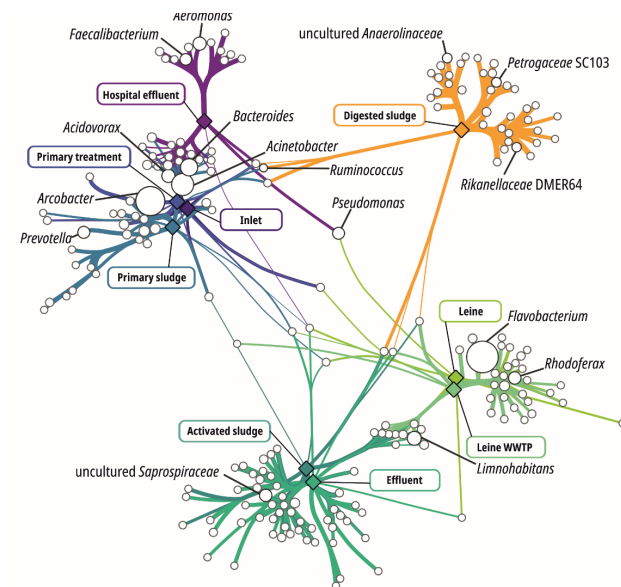 Aeromonas
Faecalibacterium
uncultured Anaerolinaceae
Petrogaceae SC103
Hospital effluent
Bacteroides
Digested sludge
Acidovorax
Acinetobacter
Primary treatment
Ruminococcus
Rikanellaceae DMER64
Arcobacter
Pseudomonas
Inlet
Prevotella
Primary sludge
Leine
Flavobacterium
Rhodoferax
Activated sludge
Leine WWTP
uncultured Saprospiraceae
Limnohabitans
Effluent